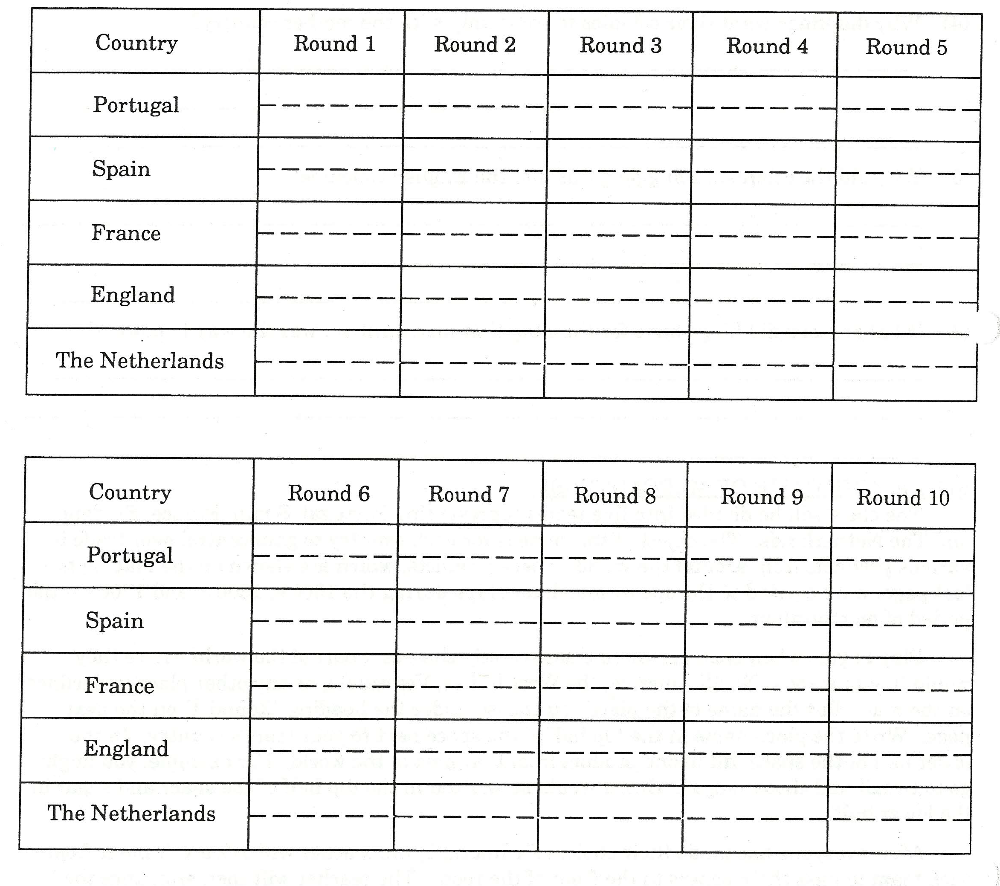 Country Round 1 Round 2 Round 3 Round 4 Round 5
Portugal
Spain
France
England
The Netherlands
Country Round 6 Round 7 Round 8 Round 9 Round 10
Portugal
Spain
France
England
The Netherlands